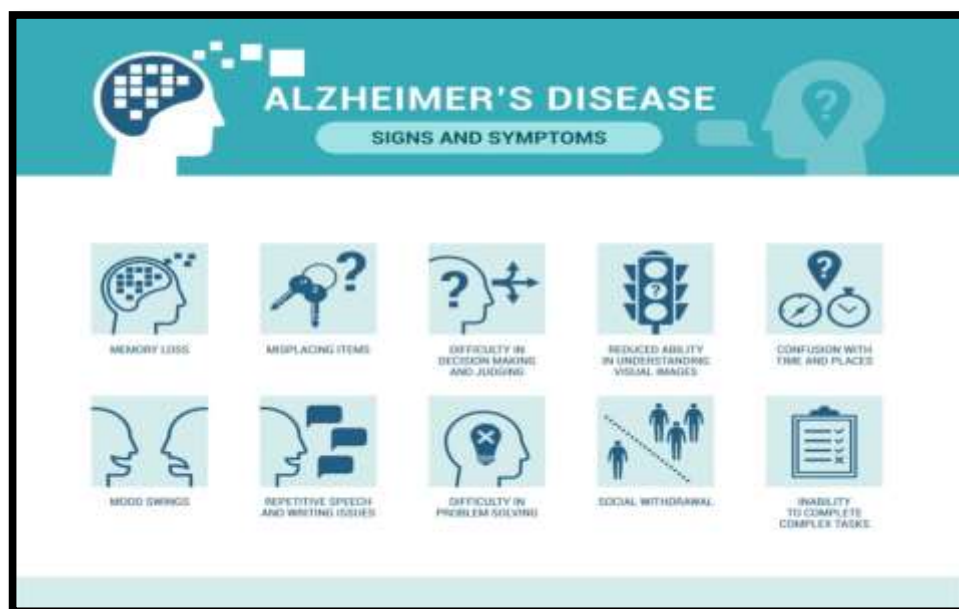 ALZHEIMER'S DISEASE
SIGNS AND SYMPTOMS
?
?
?
?
?
MEMORY LOSS
MISPLACING ITEMS
DIFFICULTY IN
DECISION MAKING
AND JUDGING
REDUCED ABILITY
IN UNDERSTANDING
VISUAL IMAGES
CONFUSION WITH
TIME AND PLACES
MOOD SWINGS
REPETITIVE SPEECH
AND WRITING ISSUES
DIFFICULTY IN
PROBLEM SOLVING
SOCIAL WITHDRAWAL
INABILITY
TO COMPLETE
COMPLEX TASKS